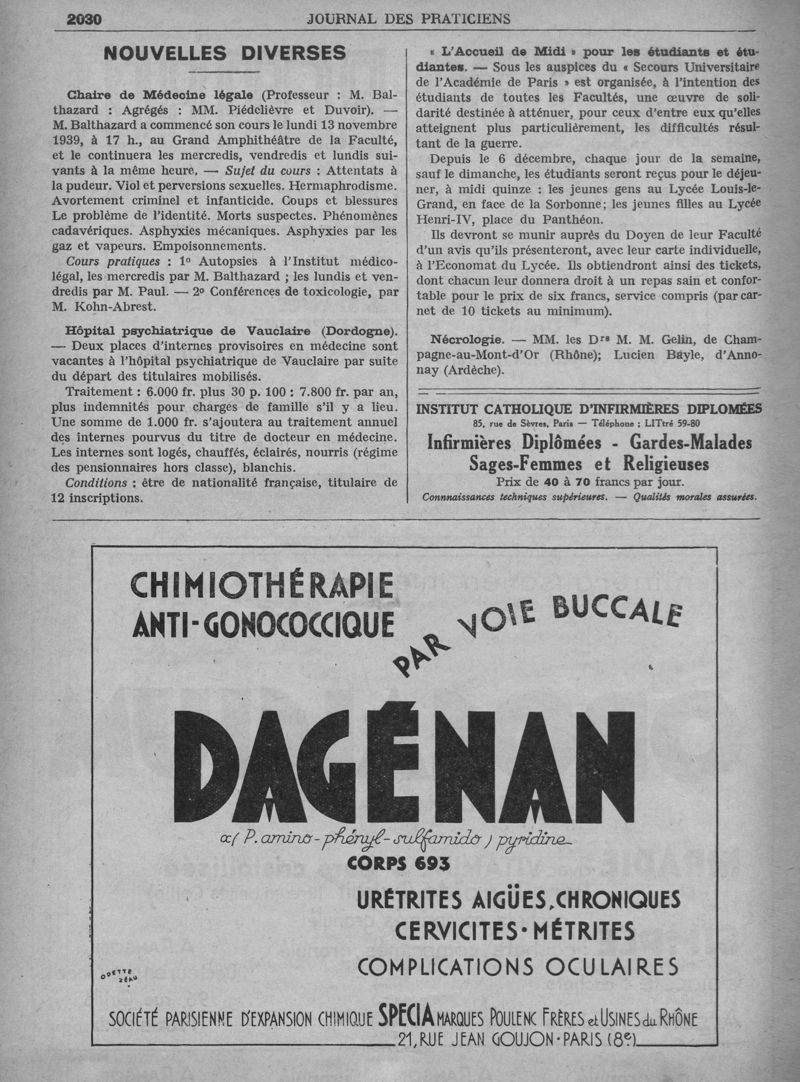 2030
JOURNAL DES PRATICIENS
NOUVELLES DIVERSES
Chaire de Médecine légale (Professeur : M. Bal-
thazard : Agrégés : MM. Piédelièvre et Duvoir). —
M. Balthazard a commencé son cours le lundi 13 novembre
1939, à 17 h., au Grand Amphithéâtre de la Faculté,
et le continuera les mercredis, vendredis et lundis sui-
vants à la même heure. — Sujet du cours : Attentats à
la pudeur. Viol et perversions sexuelles. Hermaphrodisme.
Avortement criminel et infanticide. Coups et blessures
Le problème de l'identité. Morts suspectes. Phénomènes
cadavériques. Asphyxies mécaniques. Asphyxies par les
gaz et vapeurs. Empoisonnements.
Cours pratiques : 1º Autopsies à l'Institut médico-
légal, les mercredis par M. Balthazard ; les lundis et ven-
dredis par M. Paul. — 2º Conférences de toxicologie, par
M. Kohn-Abrest.
Hôpital psychiatrique de Vauclaire (Dordogne).
— Deux places d'internes provisoires en médecine sont
vacantes à l'hôpital psychiatrique de Vauclaire par suite
du départ des titulaires mobilisés.
Traitement : 6.000 fr. plus 30 p. 100 : 7.800 fr. par an,
plus indemnités pour charges de famille s'il y a lieu.
Une somme de 1.000 fr. s'ajoutera au traitement annuel
des internes pourvus du titre de docteur en médecine.
Les internes sont logés, chauffés, éclairés, nourris (régime
des pensionnaires hors classe), blanchis.
Conditions : être de nationalité française, titulaire de
12 inscriptions.
« L'Accueil de Midi » pour les étudiants et étu-
diantes. — Sous les auspices du « Secours Universitaire
de l'Académie de Paris » est organisée, à l'intention des
étudiants de toutes les Facultés, une œuvre de soli-
darité destinée à atténuer, pour ceux d'entre eux qu'elles
atteignent plus particulièrement, les difficultés résul-
tant de la guerre.
Depuis le 6 décembre, chaque jour de la semaine,
sauf le dimanche, les étudiants seront reçus pour le déjeu-
ner, à midi quinze : les jeunes gens au Lycée Louis-le-
Grand, en face de la Sorbonne; les jeunes filles au Lycée
Henri-IV, place du Panthéon.
Ils devront se munir auprès du Doyen de leur Faculté
d'un avis qu'ils présenteront, avec leur carte individuelle,
à l'Economat du Lycée. Ils obtiendront ainsi des tickets,
dont chacun leur donnera droit à un repas sain et confor-
table pour le prix de six francs, service compris (par car-
net de 10 tickets au minimum).
Nécrologie. — MM. les Drs M. M. Gelin, de Cham-
pagne-au-Mont-d'Or (Rhône); Lucien Bayle, d'Anno-
nay (Ardèche).
INSTITUT CATHOLIQUE D'INFIRMIÈRES DIPLOMÉES
85, rue de Sèvres, Paris — Téléphone : LITtré 59-80
Infirmières Diplômées - Gardes-Malades
Sages-Femmes et Religieuses
Prix de 40 à 70 francs par jour.
Connnaissances techniques supérieures. — Qualités morales assurées.
CHIMIOTHÉRAPIE
ANTI-GONOCOCCIQUE
PAR VOIE BUCCALE
DAGÉNAN
α ( P. amino-phényl-sulfamido ) pyridine
CORPS 693
URÉTRITES AIGÜES, CHRONIQUES
CERVICITES · MÉTRITES
COMPLICATIONS OCULAIRES
ODETTE
ZÉAU
SOCIÉTÉ PARISIENNE D'EXPANSION CHIMIQUE SPECIA MARQUES POULENC FRÈRES et USINES du RHÔNE
21, RUE JEAN GOUJON · PARIS (8e)